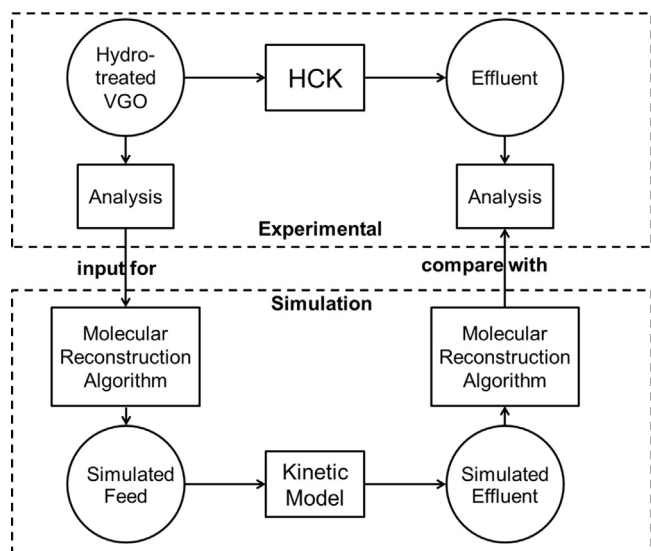 Hydro-
treated
VGO
HCK
Effluent
Analysis
Analysis
Experimental
input for
compare with
Simulation
Molecular
Reconstruction
Algorithm
Molecular
Reconstruction
Algorithm
Simulated
Feed
Kinetic
Model
Simulated
Effluent